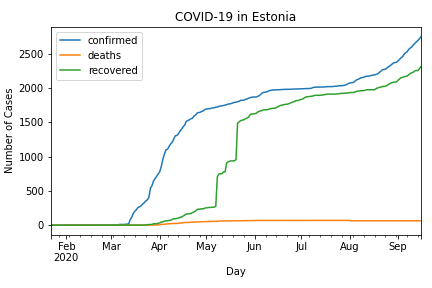 COVID-19 in Estonia
confirmed
deaths
recovered
Number of Cases
2500
2000
1500
1000
500
0
Feb Mar Apr May Jun Jul Aug Sep
2020
Day